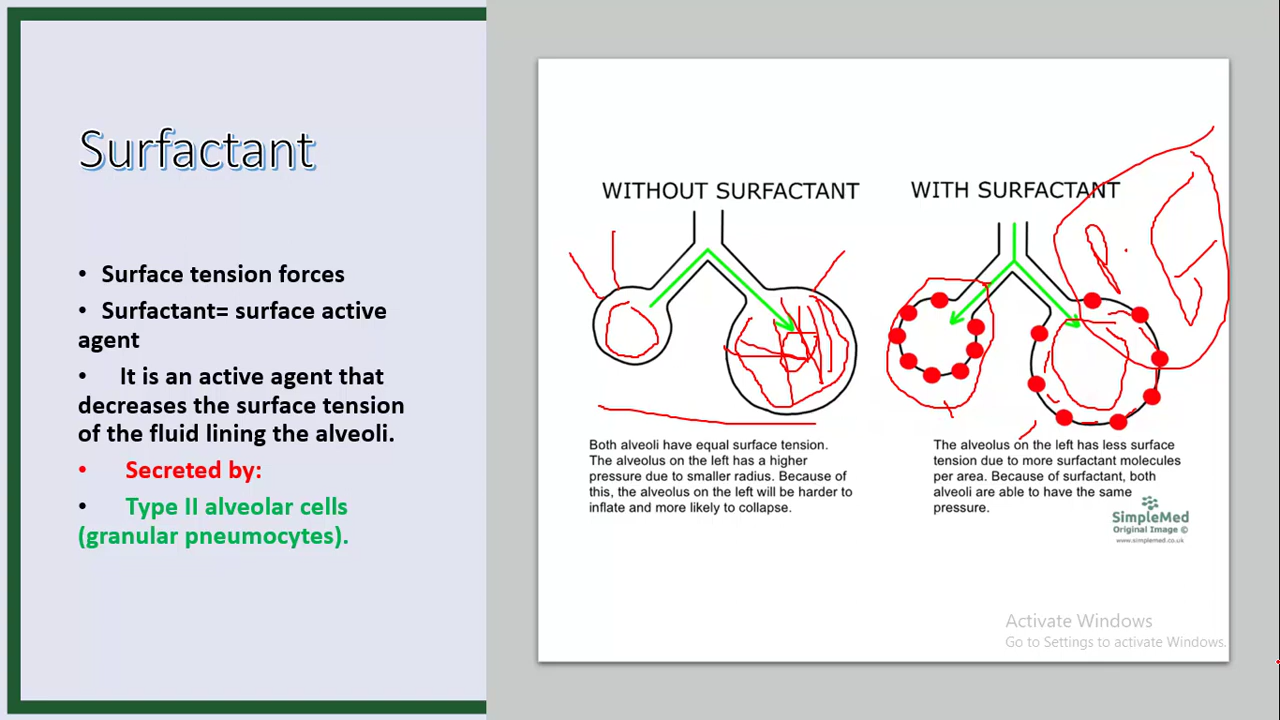 Surfactant
• Surface tension forces
• Surfactant= surface active
agent
• It is an active agent that
decreases the surface tension
of the fluid lining the alveoli.
• Secreted by:
• Type II alveolar cells
(granular pneumocytes).
WITHOUT SURFACTANT
WITH SURFACTANT
Both alveoli have equal surface tension.
The alveolus on the left has a higher
pressure due to smaller radius. Because of
this, the alveolus on the left will be harder to
inflate and more likely to collapse.
The alveolus on the left has less surface
tension due to more surfactant molecules
per area. Because of surfactant, both
alveoli are able to have the same
pressure.
SimpleMed
Original Image ©
www.simplemed.co.uk
Activate Windows
Go to Settings to activate Windows.